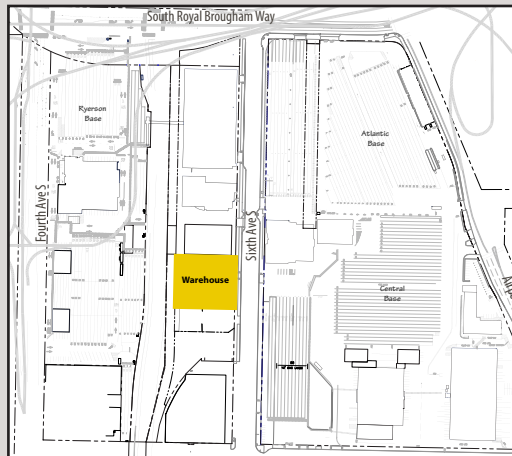 South Royal Brougham Way
Ryerson
Base
Atlantic
Base
Fourth Ave S
Sixth Ave S
Warehouse
Central
Base